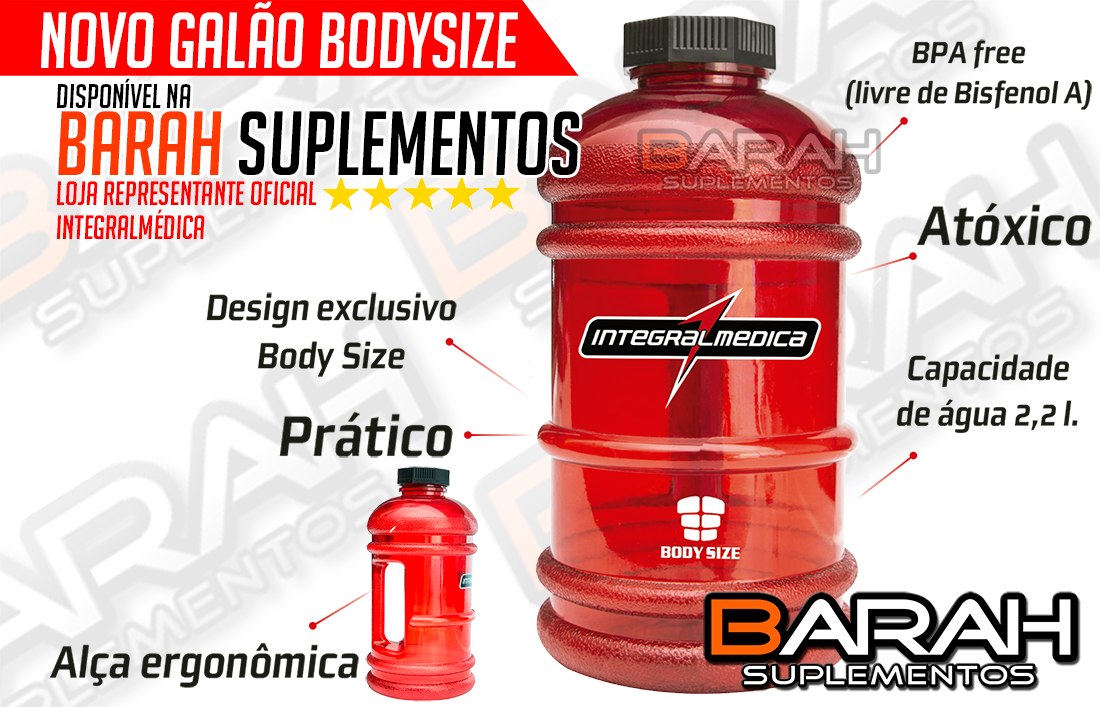 NOVO GALÃO BODYSIZE
DISPONÍVEL NA
BARAH SUPLEMENTOS
LOJA REPRESENTANTE OFICIAL
INTEGRALMÉDICA
BPA free
(livre de Bisfenol A)
BARAH
SUPLEMENTOS
Atóxico
Design exclusivo
Body Size
INTEGRALMEDICA
Capacidade
de água 2,2 l.
Prático
BODY SIZE
INTEGRALM
Alça ergonômica
BARAH
SUPLEMENTOS